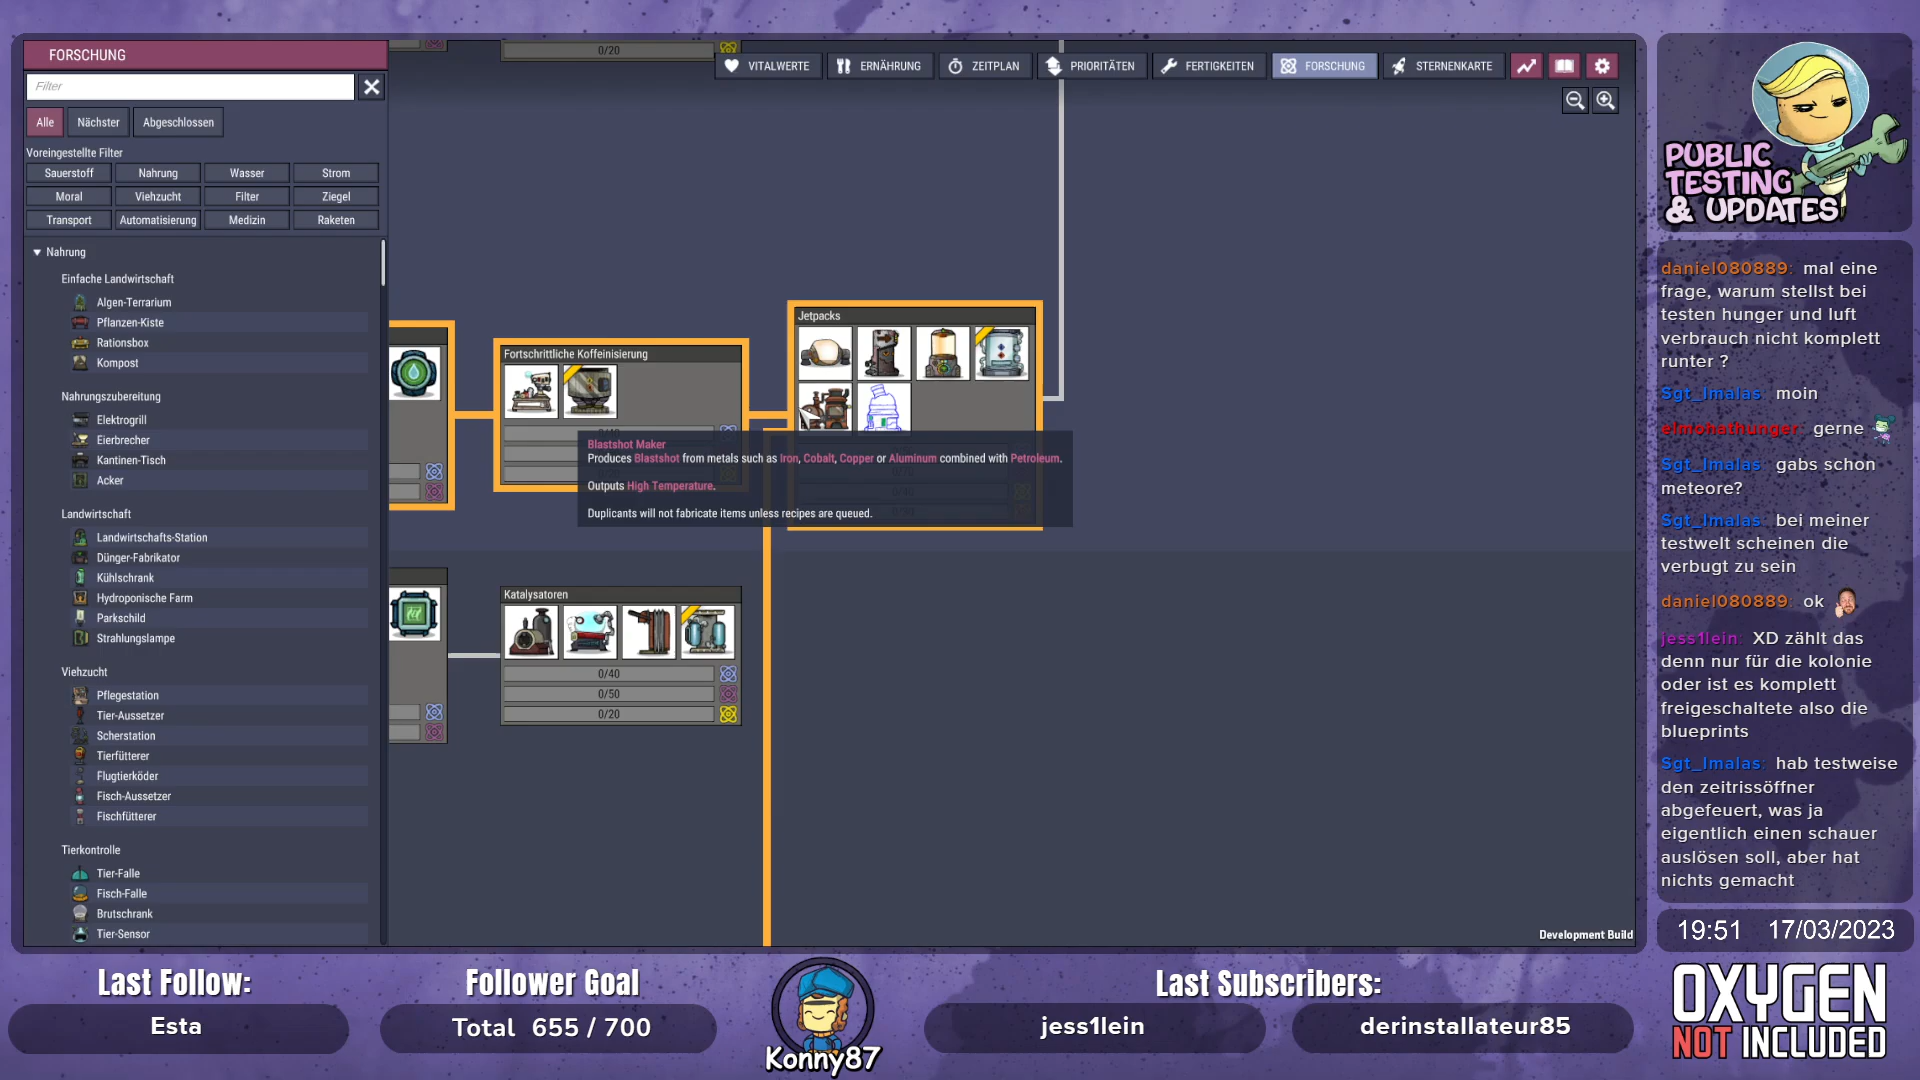 FORSCHUNG
Filter
Alle
Nächster
Abgeschlossen
Voreingestellte Filter
Sauerstoff
Nahrung
Wasser
Strom
Moral
Viehzucht
Filter
Ziegel
Transport
Automatisierung
Medizin
Raketen
Nahrung
Einfache Landwirtschaft
Algen-Terrarium
Pflanzen-Kiste
Rationsbox
Kompost
Nahrungszubereitung
Elektrogrill
Eierbrecher
Kantinen-Tisch
Acker
Landwirtschaft
Landwirtschafts-Station
Dünger-Fabrikator
Kühlschrank
Hydroponische Farm
Parkschild
Strahlungslampe
Viehzucht
Pflegestation
Tier-Aussetzer
Scherstation
Tierfütterer
Flugtierköder
Fisch-Aussetzer
Fischfütterer
Tierkontrolle
Tier-Falle
Fisch-Falle
Brutschrank
Tier-Sensor
0/20
VITALWERTE
ERNÄHRUNG
ZEITPLAN
PRIORITÄTEN
FERTIGKEITEN
FORSCHUNG
STERNENKARTE
Jetpacks
Fortschrittliche Koffeinisierung
Blastshot Maker
Produces Blastshot from metals such as Iron, Cobalt, Copper or Aluminum combined with Petroleum.
Outputs High Temperature.
Duplicants will not fabricate items unless recipes are queued.
Katalysatoren
0/40
0/50
0/20
Development Build
PUBLIC
TESTING
& UPDATES
daniel080889: mal eine
frage, warum stellst bei
testen hunger und luft
verbrauch nicht komplett
runter ?
Sgt_Imalas: moin
elmohathunger: gerne
Sgt_Imalas: gabs schon
meteore?
Sgt_Imalas: bei meiner
testwelt scheinen die
verbugt zu sein
daniel080889: ok
jess1lein: XD zählt das
denn nur für die kolonie
oder ist es komplett
freigeschaltete also die
blueprints
Sgt_Imalas: hab testweise
den zeitrissöffner
abgefeuert, was ja
eigentlich einen schauer
auslösen soll, aber hat
nichts gemacht
19:51 17/03/2023
Last Follow:
Esta
Follower Goal
Total 655 / 700
Konny87
Last Subscribers:
jess1lein
derinstallateur85
OXYGEN
NOT INCLUDED